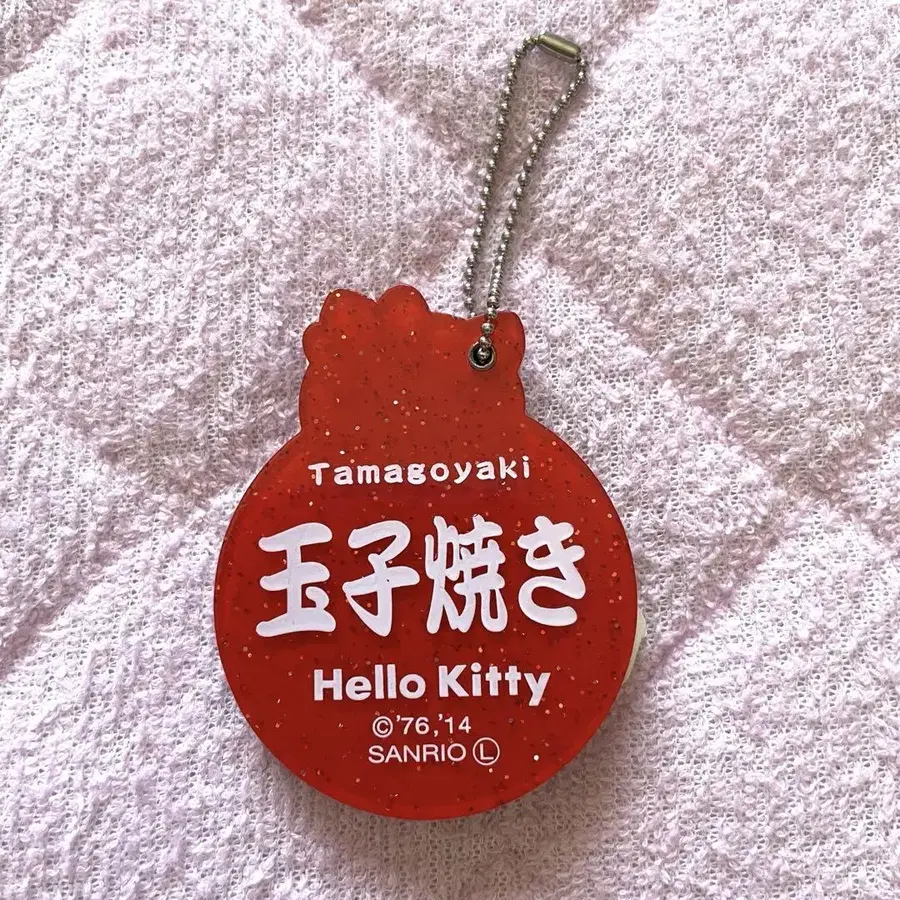 Tamagoyaki
玉子焼き
Hello Kitty
©'76,'14
SANRIO Ⓛ